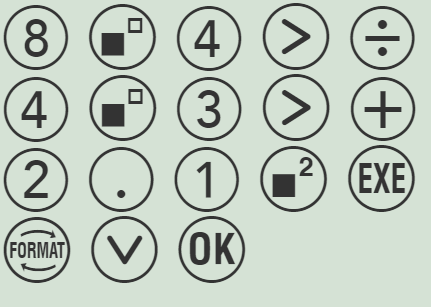 8 ■□ 4 > ÷
4 ■□ 3 > +
2 . 1 ■² EXE
FORMAT ∨ OK